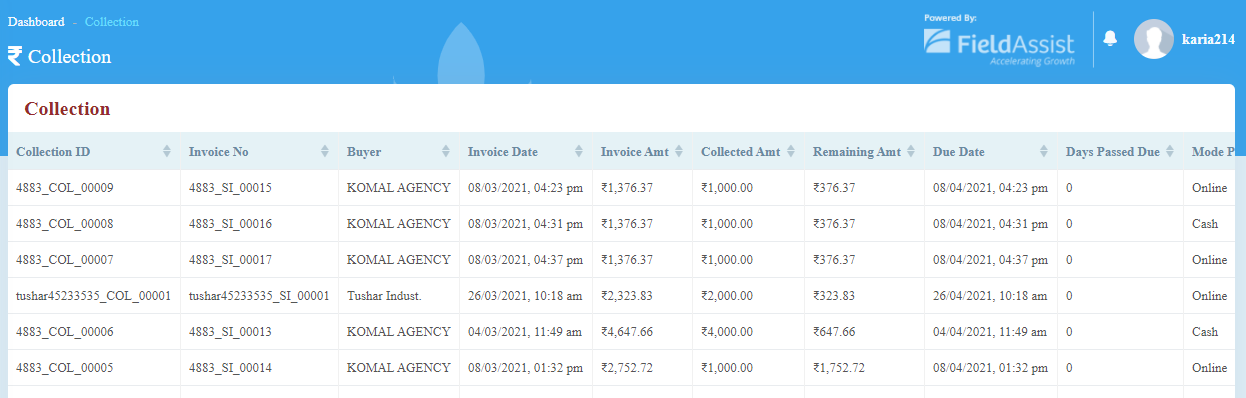 Dashboard - Collection
₹ Collection
Powered By:
FieldAssist
Accelerating Growth
karia214
Collection
Collection ID Invoice No Buyer Invoice Date Invoice Amt Collected Amt Remaining Amt Due Date Days Passed Due Mode P
4883_COL_00009 4883_SI_00015 KOMAL AGENCY 08/03/2021, 04:23 pm ₹1,376.37 ₹1,000.00 ₹376.37 08/04/2021, 04:23 pm 0 Online
4883_COL_00008 4883_SI_00016 KOMAL AGENCY 08/03/2021, 04:31 pm ₹1,376.37 ₹1,000.00 ₹376.37 08/04/2021, 04:31 pm 0 Cash
4883_COL_00007 4883_SI_00017 KOMAL AGENCY 08/03/2021, 04:37 pm ₹1,376.37 ₹1,000.00 ₹376.37 08/04/2021, 04:37 pm 0 Online
tushar45233535_COL_00001 tushar45233535_SI_00001 Tushar Indust. 26/03/2021, 10:18 am ₹2,323.83 ₹2,000.00 ₹323.83 26/04/2021, 10:18 am 0 Online
4883_COL_00006 4883_SI_00013 KOMAL AGENCY 04/03/2021, 11:49 am ₹4,647.66 ₹4,000.00 ₹647.66 04/04/2021, 11:49 am 0 Cash
4883_COL_00005 4883_SI_00014 KOMAL AGENCY 08/03/2021, 01:32 pm ₹2,752.72 ₹1,000.00 ₹1,752.72 08/04/2021, 01:32 pm 0 Online